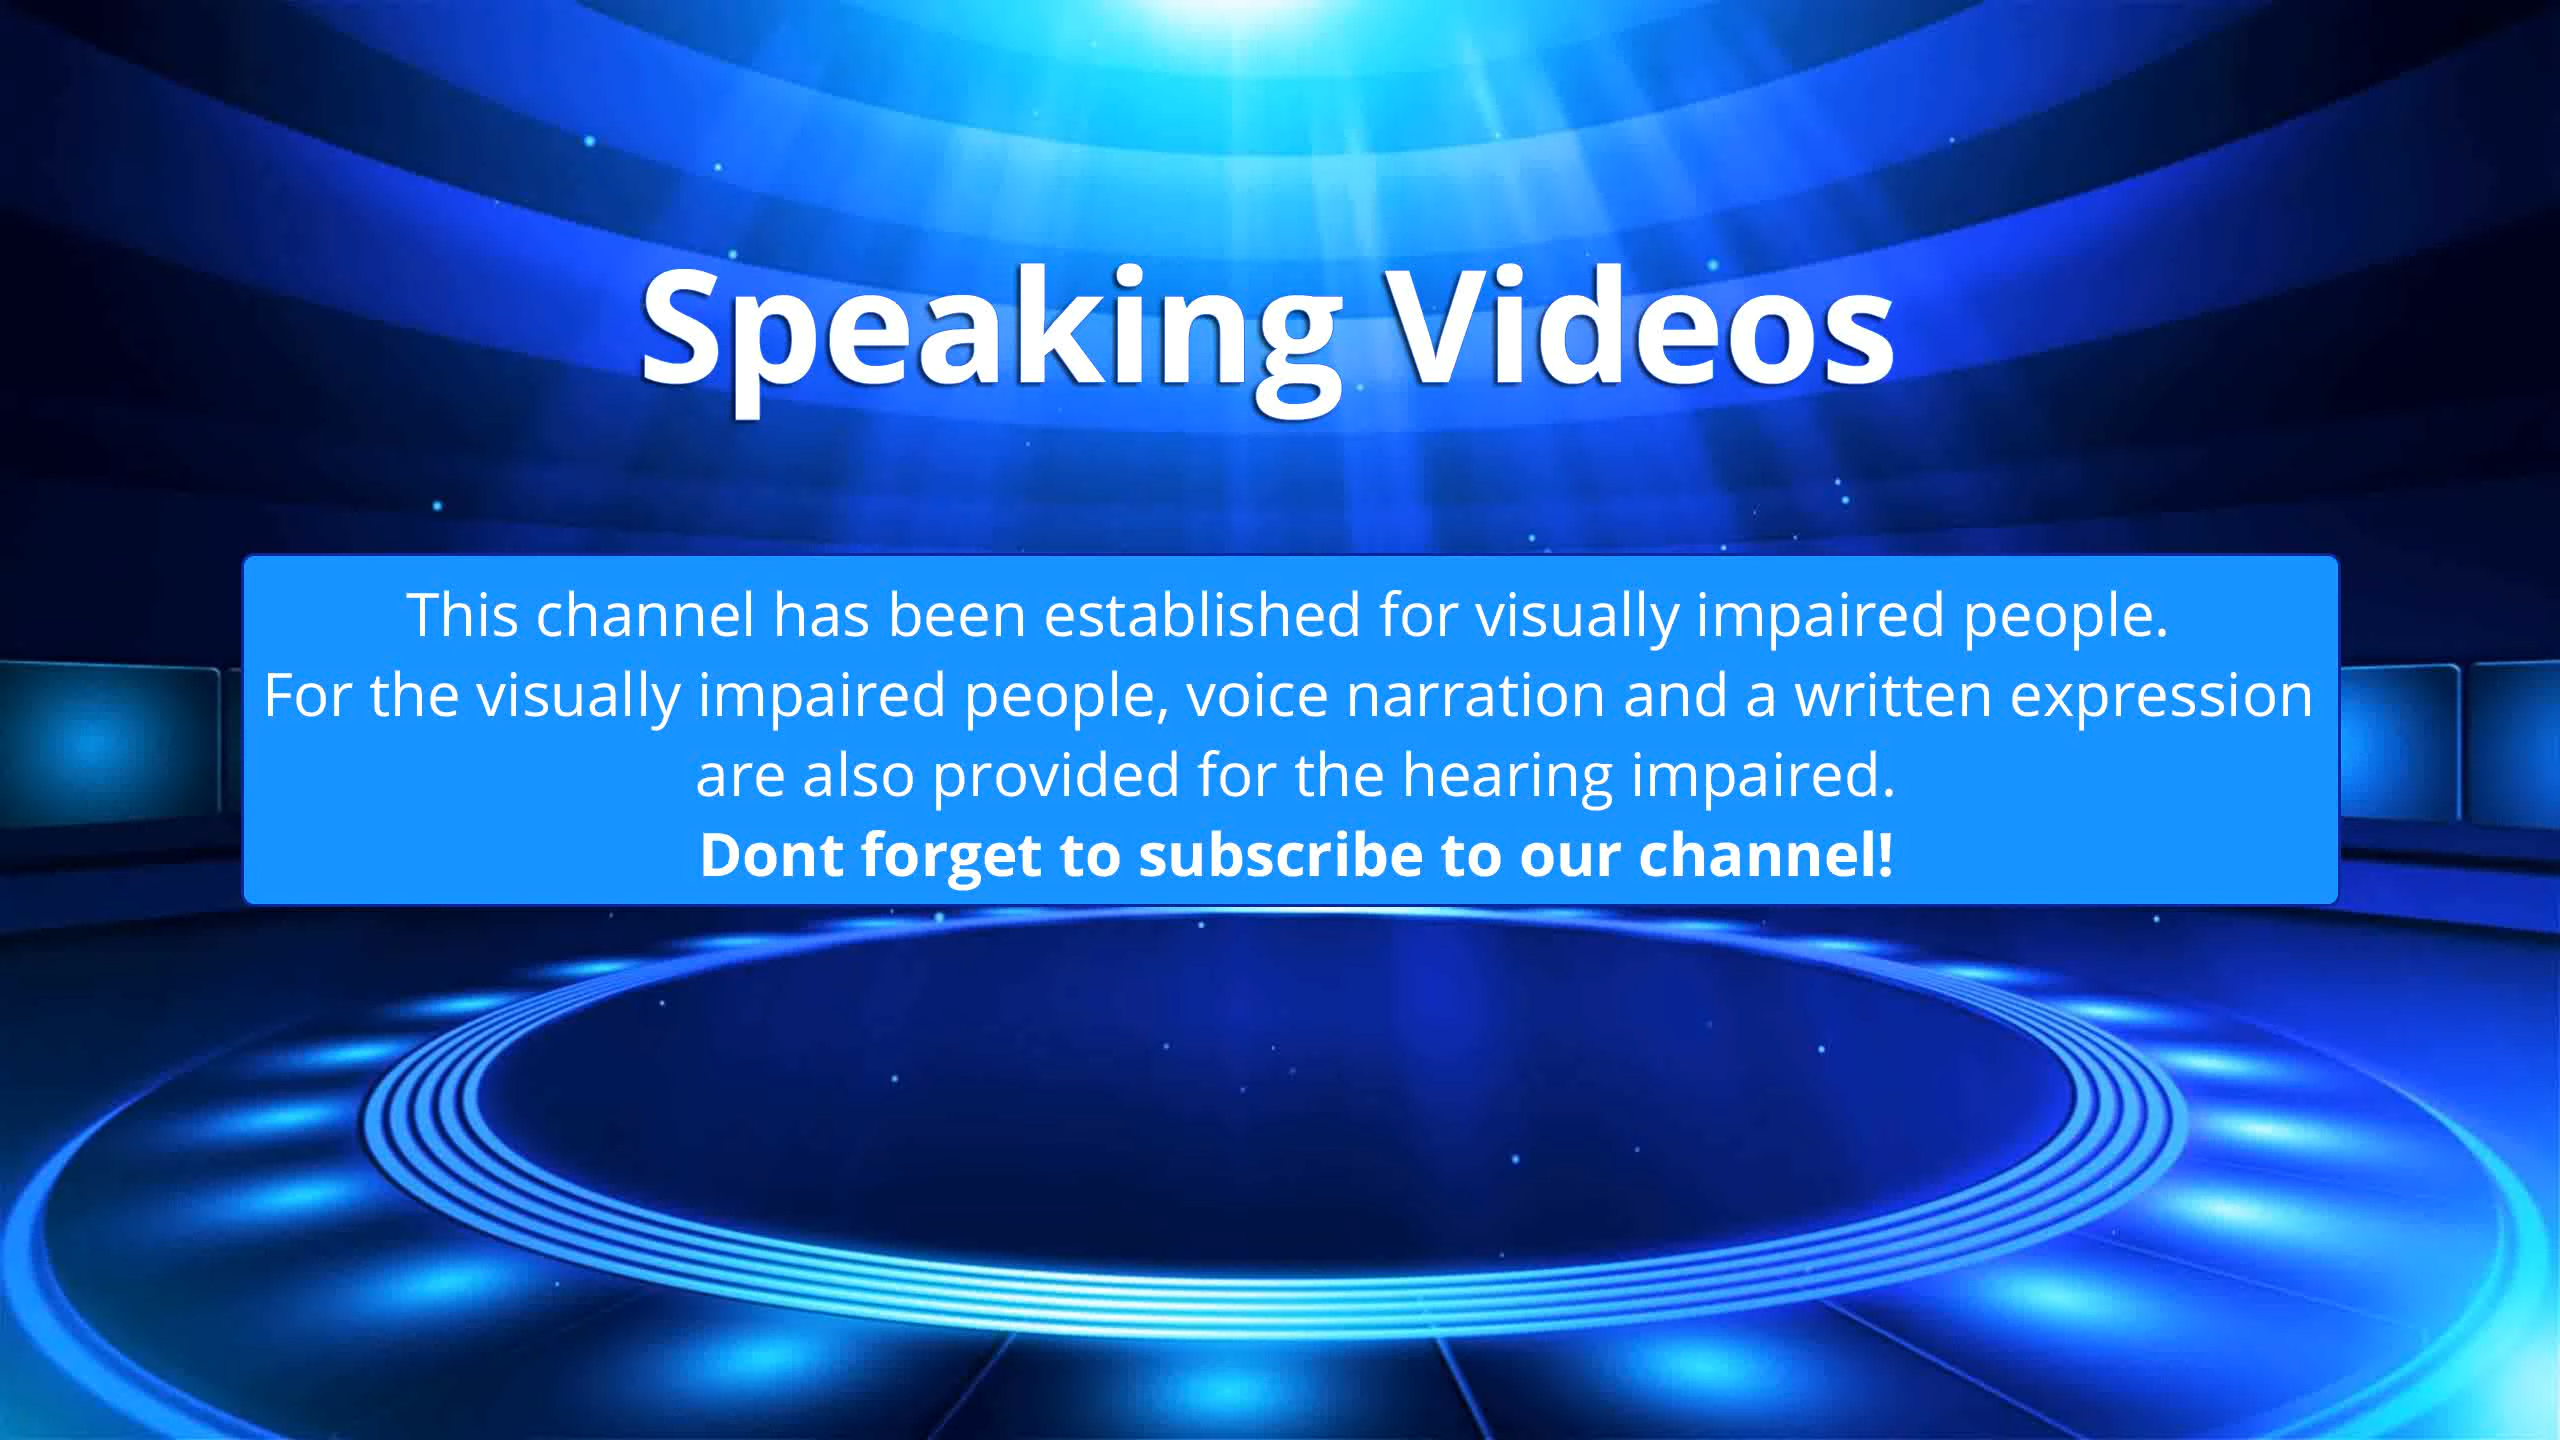 Speaking Videos
This channel has been established for visually impaired people.
For the visually impaired people, voice narration and a written expression
are also provided for the hearing impaired.
Dont forget to subscribe to our channel!